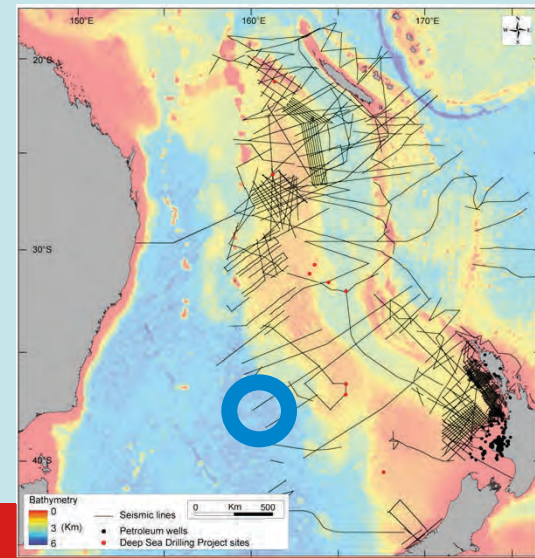 150°E 160°E 170°E
N
W E
S
20°S
30°S
40°S
Bathymetry
0
3 (Km)
6
Seismic lines
Petroleum wells
Deep Sea Drilling Project sites
0 Km 500